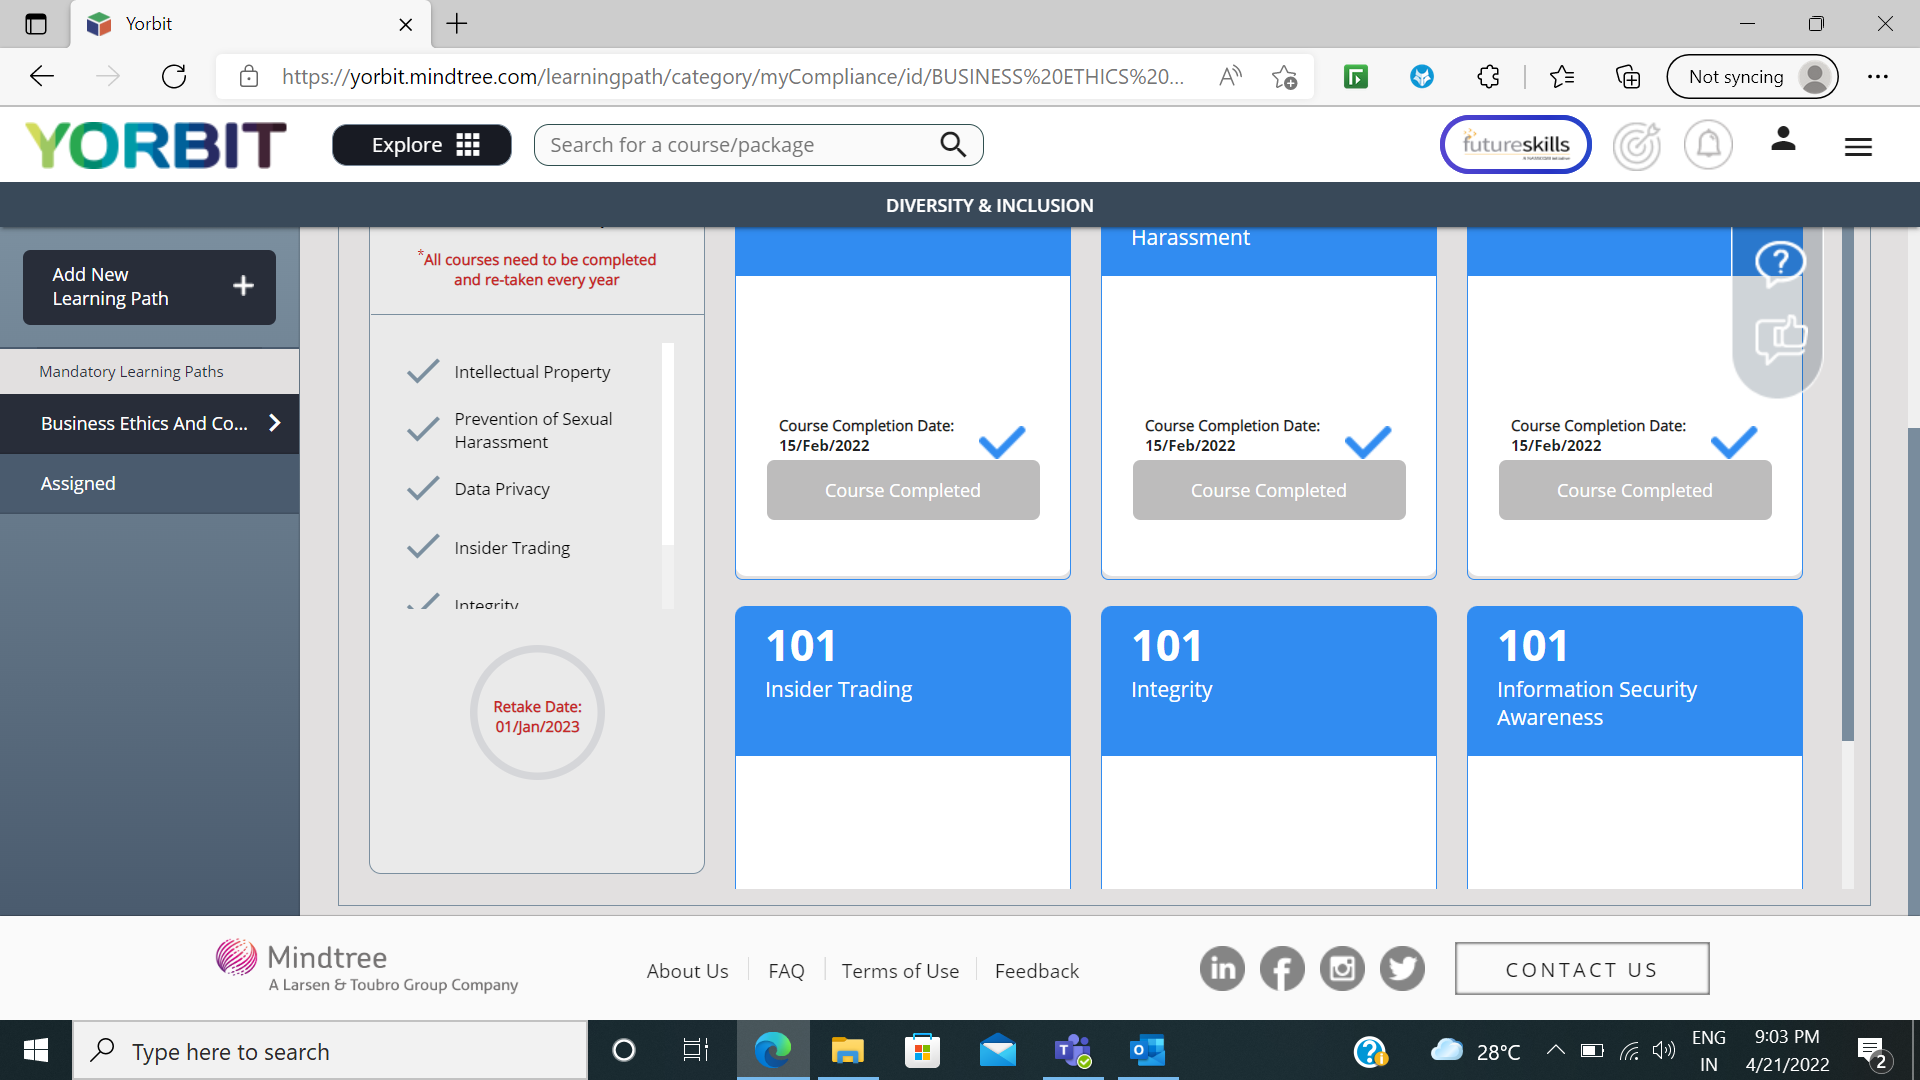 Yorbit
https://yorbit.mindtree.com/learningpath/category/myCompliance/id/BUSINESS%20ETHICS%20...
Not syncing
YORBIT
Explore
Search for a course/package
futureskills
DIVERSITY & INCLUSION
Add New
Learning Path
Mandatory Learning Paths
Business Ethics And Co...
Assigned
*All courses need to be completed
and re-taken every year
Intellectual Property
Prevention of Sexual
Harassment
Data Privacy
Insider Trading
Integrity
Retake Date:
01/Jan/2023
Harassment
Course Completion Date:
15/Feb/2022
Course Completed
Course Completion Date:
15/Feb/2022
Course Completed
Course Completion Date:
15/Feb/2022
Course Completed
101
Insider Trading
101
Integrity
101
Information Security
Awareness
Mindtree
A Larsen & Toubro Group Company
About Us
FAQ
Terms of Use
Feedback
CONTACT US
Type here to search
28°C
ENG
IN
9:03 PM
4/21/2022
2